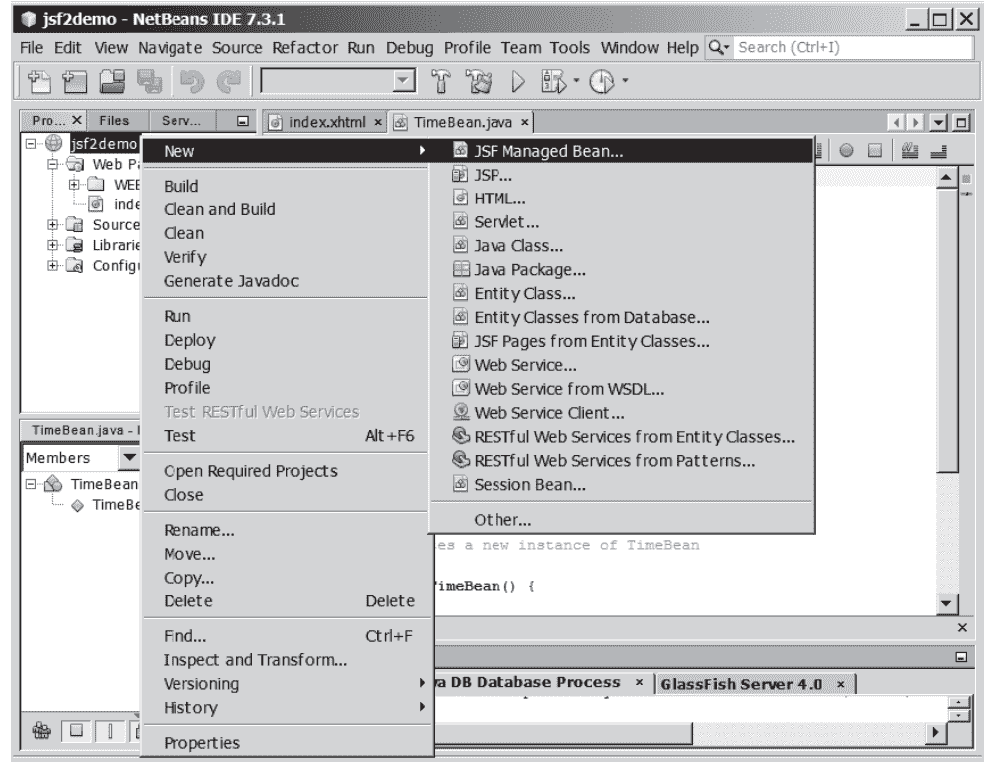 jsf2demo - NetBeans IDE 7.3.1
File Edit View Navigate Source Refactor Run Debug Profile Team Tools Window Help Search (Ctrl+I)
Pro... Files Serv... index.xhtml TimeBean.java
jsf2demo
Web Pa
WEB
inde
Source
Librarie
Config
New
Build
Clean and Build
Clean
Verify
Generate Javadoc
Run
Deploy
Debug
Profile
Test RESTful Web Services
Test Alt+F6
Open Required Projects
Close
Rename...
Move...
Copy...
Delete Delete
Find... Ctrl+F
Inspect and Transform...
Versioning
History
Properties
JSF Managed Bean...
JSP...
HTML...
Servlet...
Java Class...
Java Package...
Entity Class...
Entity Classes from Database...
JSF Pages from Entity Classes...
Web Service...
Web Service from WSDL...
Web Service Client...
RESTful Web Services from Entity Classes...
RESTful Web Services from Patterns...
Session Bean...
Other...
TimeBean.java -
Members
TimeBean
TimeBe
es a new instance of TimeBean
TimeBean() {
va DB Database Process GlassFish Server 4.0